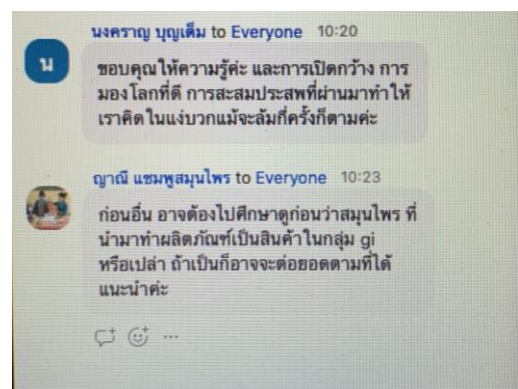 นงคราญ บุญเต็ม to Everyone 10:20
น
ขอบคุณให้ความรู้ค่ะ และการเปิดกว้าง การ
มองโลกที่ดี การสะสมประสพที่ผ่านมาทำให้
เราคิดในแง่บวกแม้จะล้มกี่ครั้งก็ตามค่ะ
ญาณี แชมพูสมุนไพร to Everyone 10:23
ก่อนอื่น อาจต้องไปศึกษาดูก่อนว่าสมุนไพร ที่
นำมาทำผลิตภัณฑ์เป็นสินค้าในกลุ่ม gi
หรือเปล่า ถ้าเป็นก็อาจจะต่อยอดตามที่ได้
แนะนำค่ะ